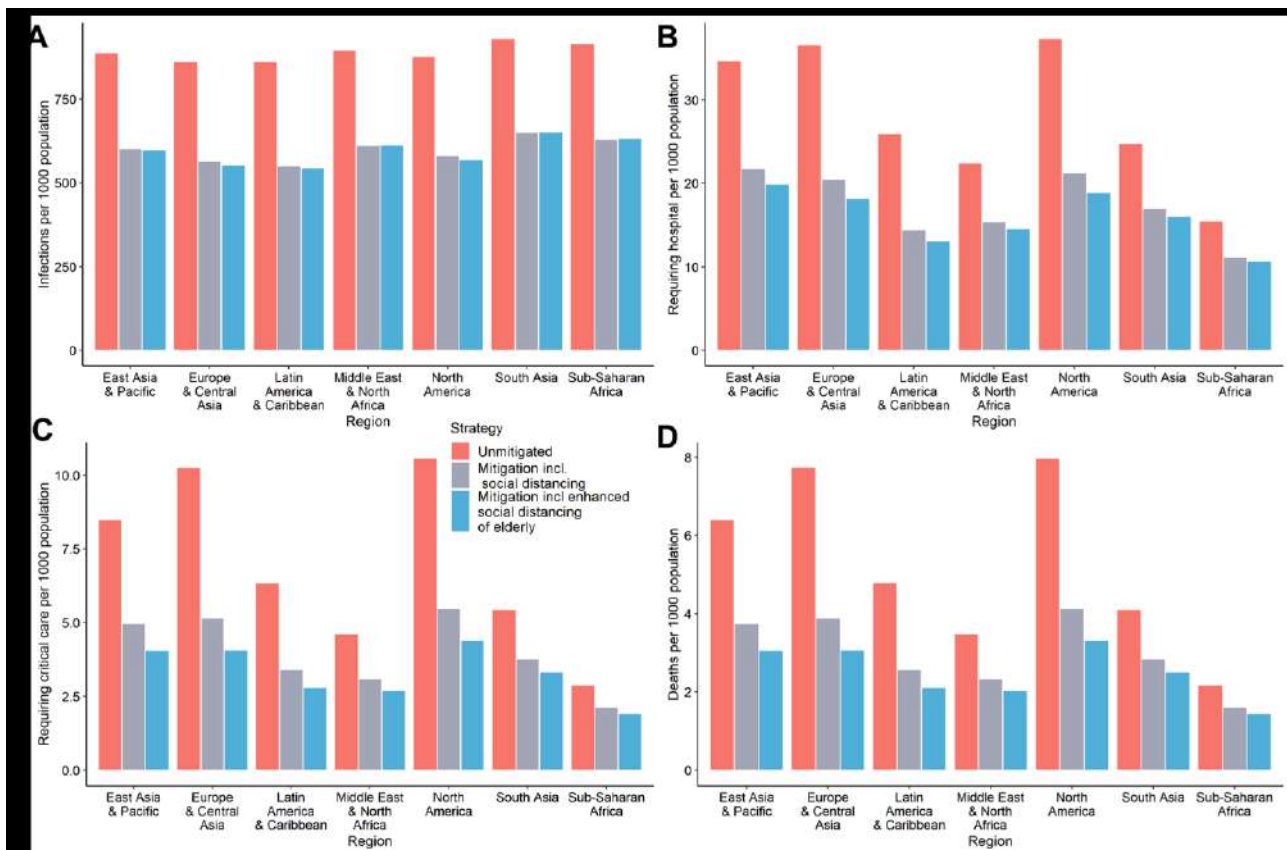 A
Infections per 1000 population
750
500
250
0
East Asia
& Pacific
Europe
& Central
Asia
Latin
America
& Caribbean
Middle East
& North
Africa
North
America
South Asia
Sub-Saharan
Africa
Region
B
Requiring hospital per 1000 population
30
20
10
0
East Asia
& Pacific
Europe
& Central
Asia
Latin
America
& Caribbean
Middle East
& North
Africa
North
America
South Asia
Sub-Saharan
Africa
Region
C
Requiring critical care per 1000 population
10.0
7.5
5.0
2.5
0.0
Strategy
Unmitigated
Mitigation incl.
social distancing
Mitigation incl enhanced
social distancing
of elderly
East Asia
& Pacific
Europe
& Central
Asia
Latin
America
& Caribbean
Middle East
& North
Africa
North
America
South Asia
Sub-Saharan
Africa
Region
D
Deaths per 1000 population
8
6
4
2
0
East Asia
& Pacific
Europe
& Central
Asia
Latin
America
& Caribbean
Middle East
& North
Africa
North
America
South Asia
Sub-Saharan
Africa
Region